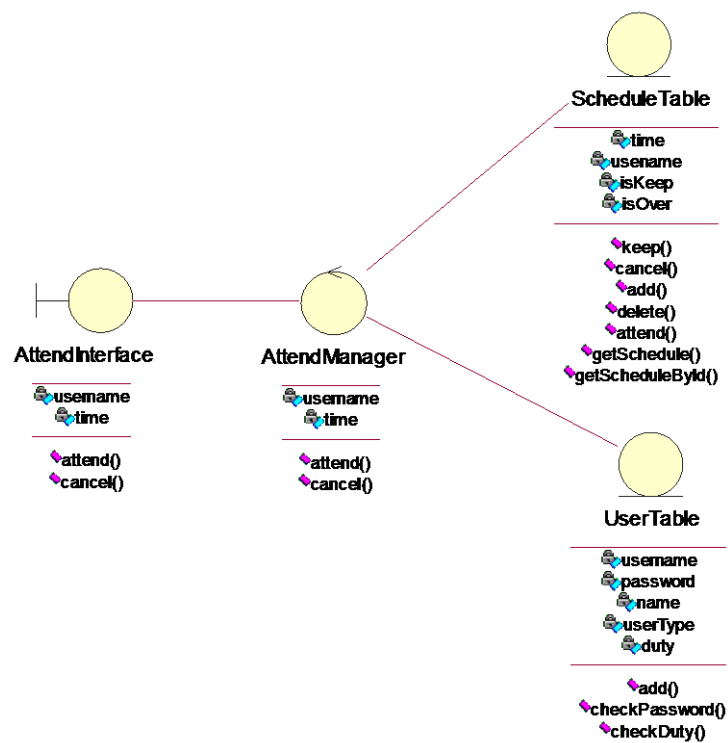 ScheduleTable
time
usename
isKeep
isOver
keep()
cancel()
add()
delete()
attend()
getSchedule()
getScheduleById()
AttendInterface
username
time
attend()
cancel()
AttendManager
username
time
attend()
cancel()
UserTable
username
password
name
userType
duty
add()
checkPassword()
checkDuty()